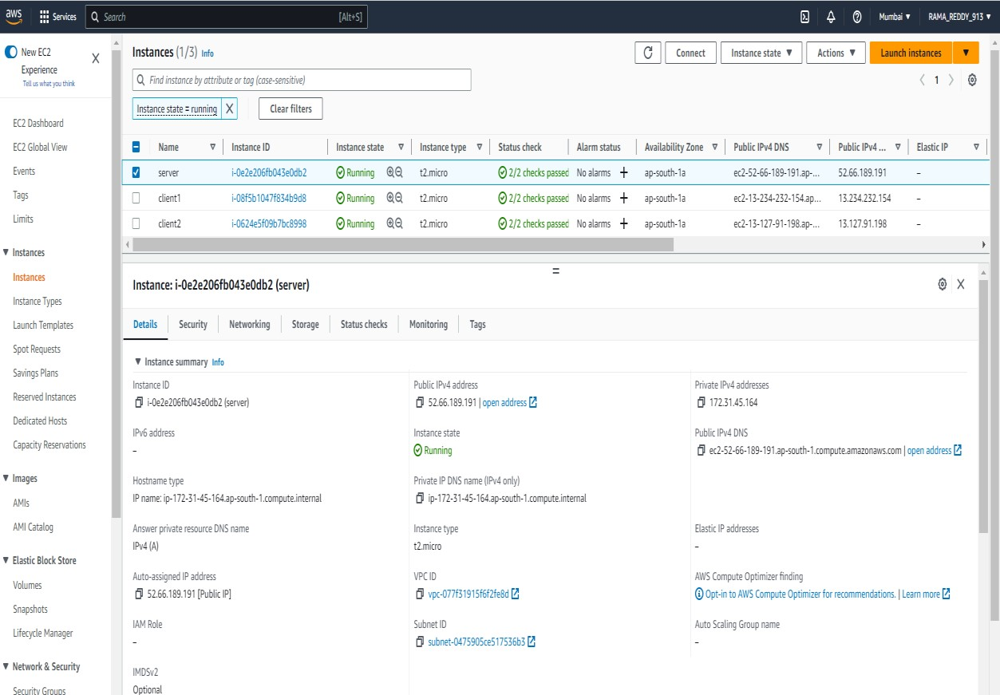 aws Services Search [Alt+S] Mumbai ▼ RAMA_REDDY_913 ▼
New EC2 Experience
Tell us what you think
X
EC2 Dashboard
EC2 Global View
Events
Tags
Limits
▼ Instances
Instances
Instance Types
Launch Templates
Spot Requests
Savings Plans
Reserved Instances
Dedicated Hosts
Capacity Reservations
▼ Images
AMIs
AMI Catalog
▼ Elastic Block Store
Volumes
Snapshots
Lifecycle Manager
▼ Network & Security
Security Groups
Instances (1/3) Info
Connect Instance state ▼ Actions ▼ Launch instances ▼
Find instance by attribute or tag (case-sensitive)
1
Instance state = running X Clear filters
Name Instance ID Instance state Instance type Status check Alarm status Availability Zone Public IPv4 DNS Public IPv4 ... Elastic IP
server i-0e2e206fb043e0db2 Running t2.micro 2/2 checks passed No alarms + ap-south-1a ec2-52-66-189-191.ap-... 52.66.189.191 –
client1 i-08f5b1047f834b9d8 Running t2.micro 2/2 checks passed No alarms + ap-south-1a ec2-13-234-232-154.ap... 13.234.232.154 –
client2 i-0624e5f09b7bc8998 Running t2.micro 2/2 checks passed No alarms + ap-south-1a ec2-13-127-91-198.ap-... 13.127.91.198 –
Instance: i-0e2e206fb043e0db2 (server)
X
Details Security Networking Storage Status checks Monitoring Tags
▼ Instance summary Info
Instance ID
i-0e2e206fb043e0db2 (server)
Public IPv4 address
52.66.189.191 | open address
Private IPv4 addresses
172.31.45.164
IPv6 address
–
Instance state
Running
Public IPv4 DNS
ec2-52-66-189-191.ap-south-1.compute.amazonaws.com | open address
Hostname type
IP name: ip-172-31-45-164.ap-south-1.compute.internal
Private IP DNS name (IPv4 only)
ip-172-31-45-164.ap-south-1.compute.internal
Answer private resource DNS name
IPv4 (A)
Instance type
t2.micro
Elastic IP addresses
–
Auto-assigned IP address
52.66.189.191 [Public IP]
VPC ID
vpc-077f31915f6f2fe8d
AWS Compute Optimizer finding
Opt-in to AWS Compute Optimizer for recommendations. | Learn more
IAM Role
–
Subnet ID
subnet-0475905ce517536b3
Auto Scaling Group name
–
IMDSv2
Optional